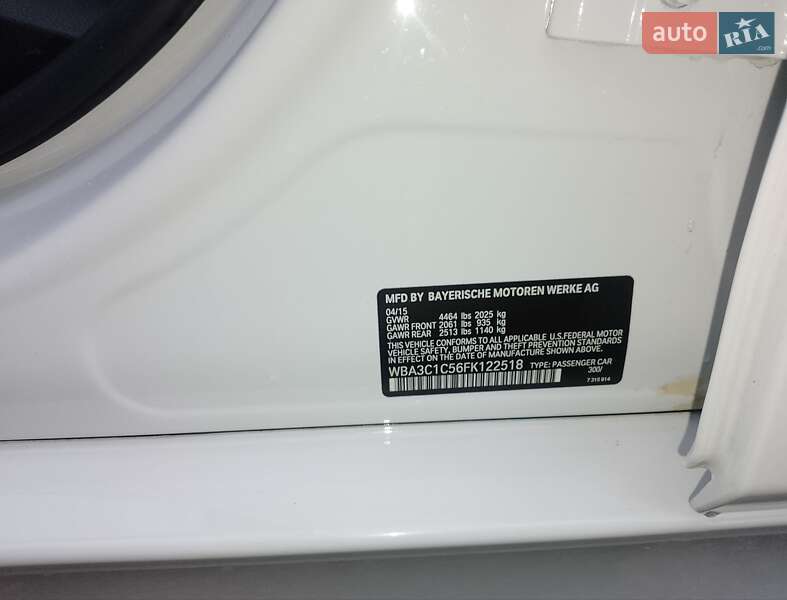 auto RIA
.com
MFD BY BAYERISCHE MOTOREN WERKE AG
04/15
GVWR 4464 lbs 2025 kg
GAWR FRONT 2061 lbs 935 kg
GAWR REAR 2513 lbs 1140 kg
THIS VEHICLE CONFORMS TO ALL APPLICABLE U.S.FEDERAL MOTOR
VEHICLE SAFETY, BUMPER AND THEFT PREVENTION STANDARDS
IN EFFECT ON THE DATE OF MANUFACTURE SHOWN ABOVE.
WBA3C1C56FK122518 TYPE: PASSENGER CAR
300/
7 310 014